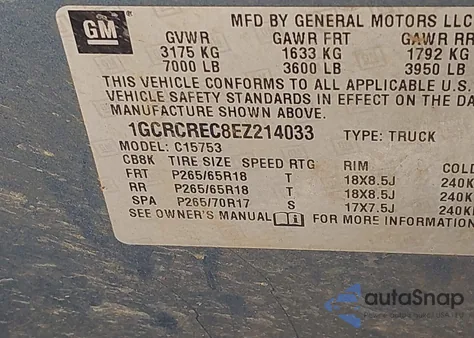 GM
MFD BY GENERAL MOTORS LLC
GVWR GAWR FRT GAWR RR
3175 KG 1633 KG 1792 KG
7000 LB 3600 LB 3950 LB
THIS VEHICLE CONFORMS TO ALL APPLICABLE U.S.
VEHICLE SAFETY STANDARDS IN EFFECT ON THE DA
MANUFACTURE SHOWN ABOVE.
1GCRCREC8EZ214033 TYPE: TRUCK
MODEL: C15753
CB8K TIRE SIZE SPEED RTG RIM COLD
FRT P265/65R18 T 18X8.5J 240K
RR P265/65R18 T 18X8.5J 240K
SPA P265/70R17 S 17X7.5J 240K
SEE OWNER'S MANUAL FOR MORE INFORMATION
autoSnap